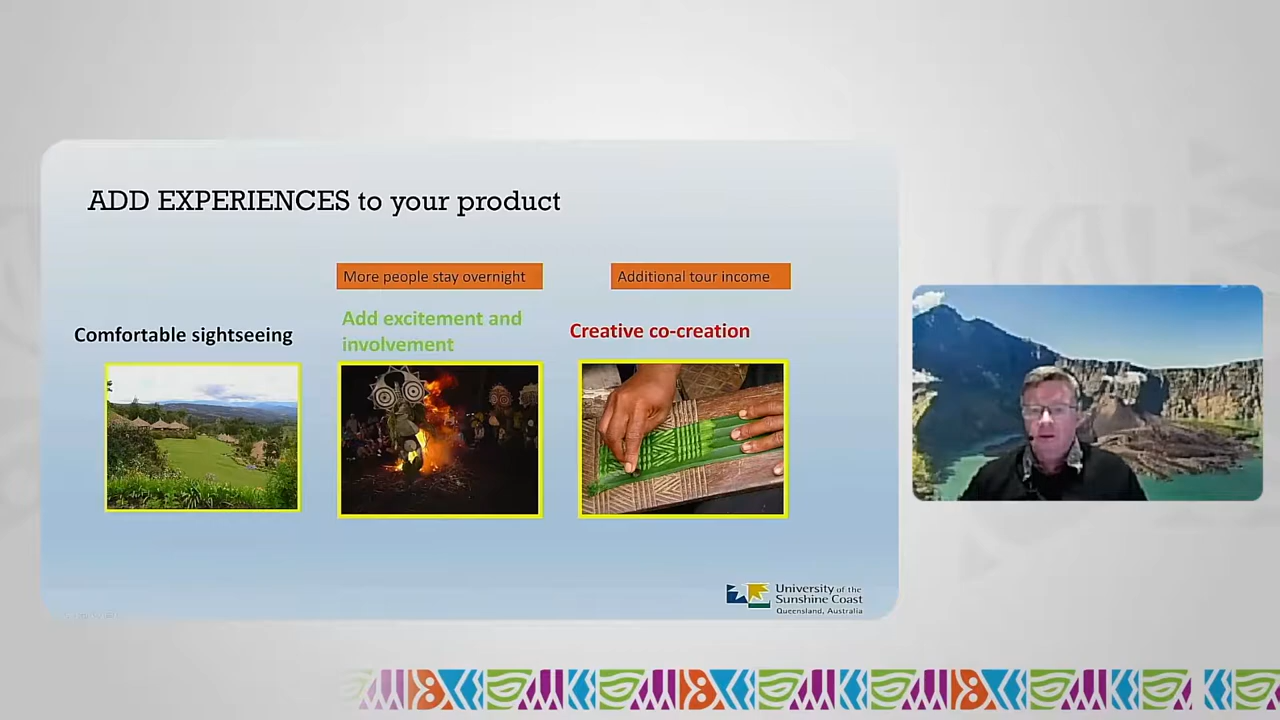 ADD EXPERIENCES to your product
More people stay overnight
Additional tour income
Comfortable sightseeing
Add excitement and
involvement
Creative co-creation
University of the
Sunshine Coast
Queensland, Australia